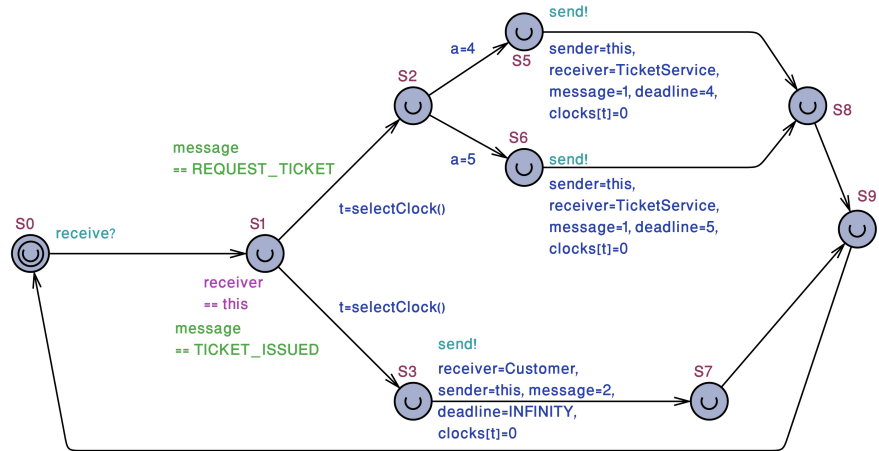 send!
a=4
S5
sender=this,
receiver=TicketService,
message=1, deadline=4,
clocks[t]=0
S2
S8
message
== REQUEST_TICKET
a=5
S6
send!
sender=this,
receiver=TicketService,
message=1, deadline=5,
clocks[t]=0
S9
t=selectClock()
S0
receive?
S1
receiver
== this
message
== TICKET_ISSUED
t=selectClock()
send!
S3
receiver=Customer,
sender=this, message=2,
deadline=INFINITY,
clocks[t]=0
S7